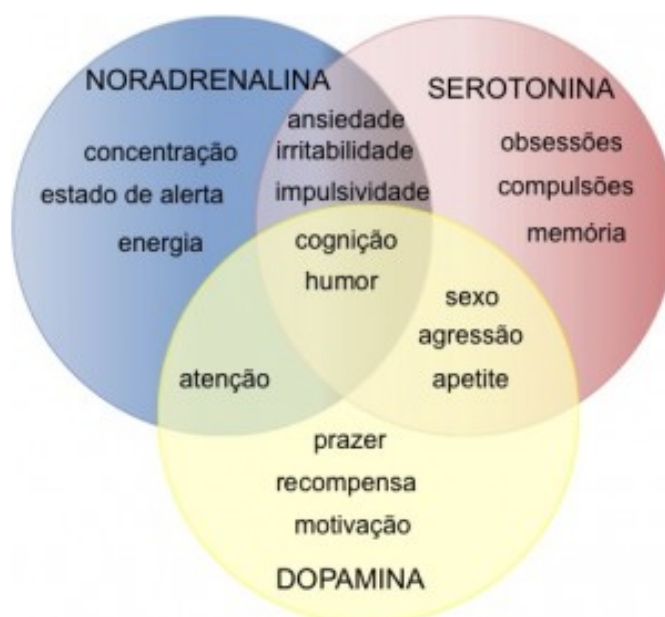 NORADRENALINA
concentração
estado de alerta
energia
ansiedade
irritabilidade
impulsividade
SEROTONINA
obsessões
compulsões
memória
cognição
humor
sexo
agressão
apetite
atenção
prazer
recompensa
motivação
DOPAMINA